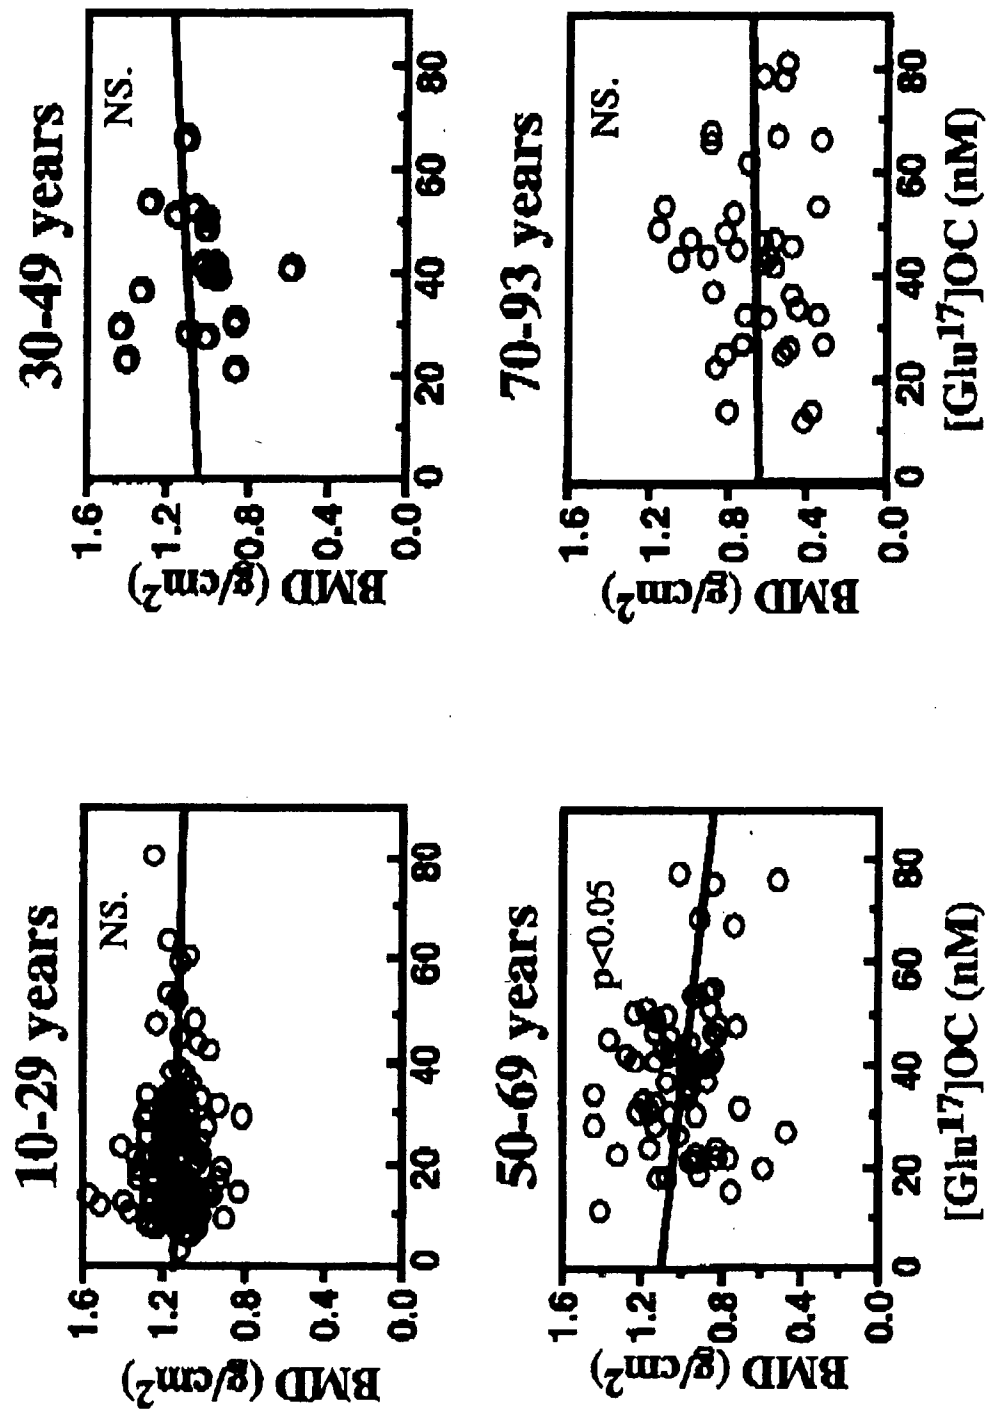 10-29 years
30-49 years
BMD (g/cm²)
1.6
1.2
0.8
0.4
0.0
NS.
0
20
40
60
80
BMD (g/cm²)
1.6
1.2
0.8
0.4
0.0
NS.
0
20
40
60
80
50-69 years
70-93 years
BMD (g/cm²)
1.6
1.2
0.8
0.4
0.0
p<0.05
0
20
40
60
80
[Glu¹⁷]OC (nM)
BMD (g/cm²)
1.6
1.2
0.8
0.4
0.0
NS.
0
20
40
60
80
[Glu¹⁷]OC (nM)